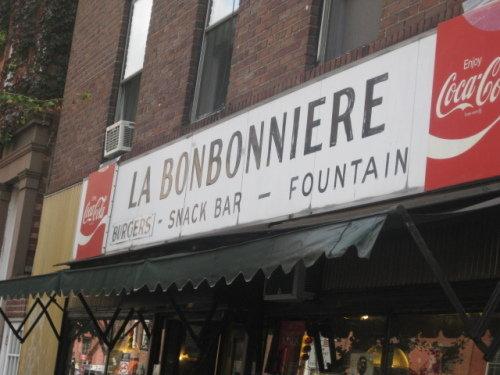 LA BONBONNIERE
BURGERS - SNACK BAR - FOUNTAIN
Enjoy
Coca-Cola
Coca-Cola